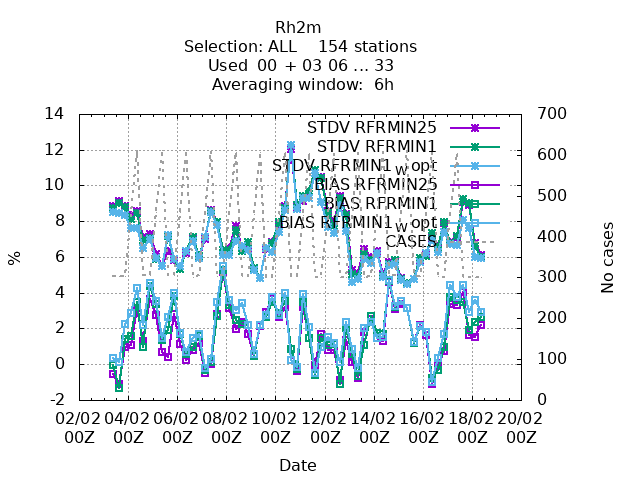 Rh2m
Selection: ALL 154 stations
Used 00 + 03 06 ... 33
Averaging window: 6h
14
12
10
8
6
4
2
0
-2
%
700
600
500
400
300
200
100
0
No cases
STDV RFRMIN25
STDV RFRMIN1
STDV RFRMIN1_w opt
BIAS RFRMIN25
BIAS RFRMIN1
BIAS RFRMIN1_w opt
CASES
02/02 04/02 06/02 08/02 10/02 12/02 14/02 16/02 18/02 20/02
00Z 00Z 00Z 00Z 00Z 00Z 00Z 00Z 00Z 00Z
Date